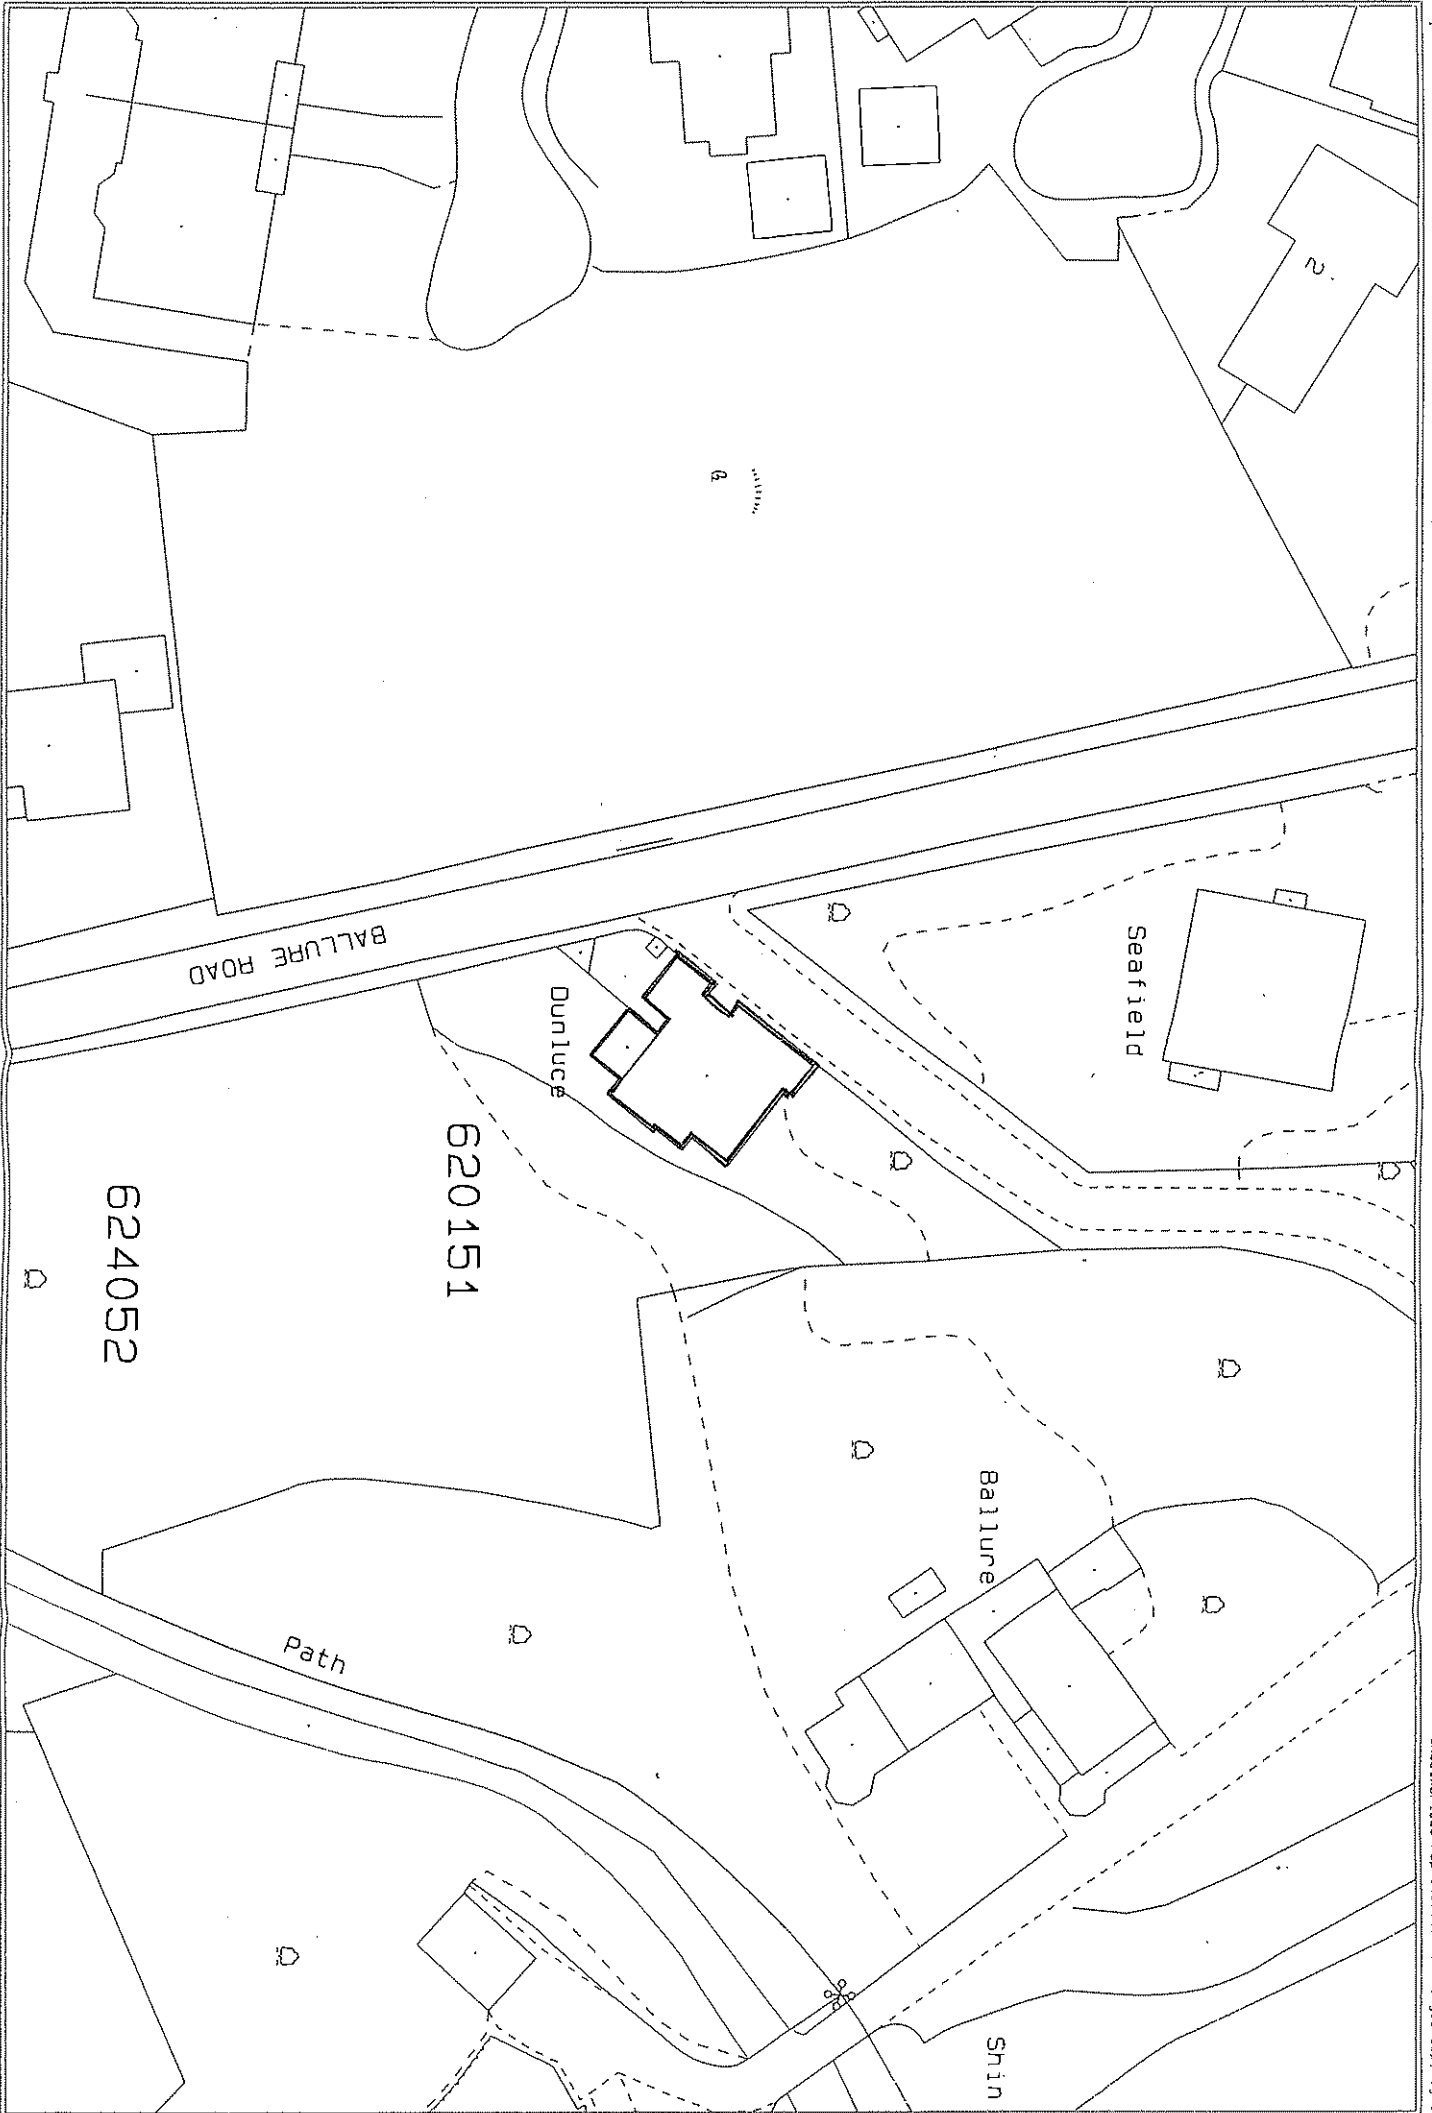 2
BALLURE ROAD
Seafield
Dunluce
620151
624052
Ballure
Path
Shin